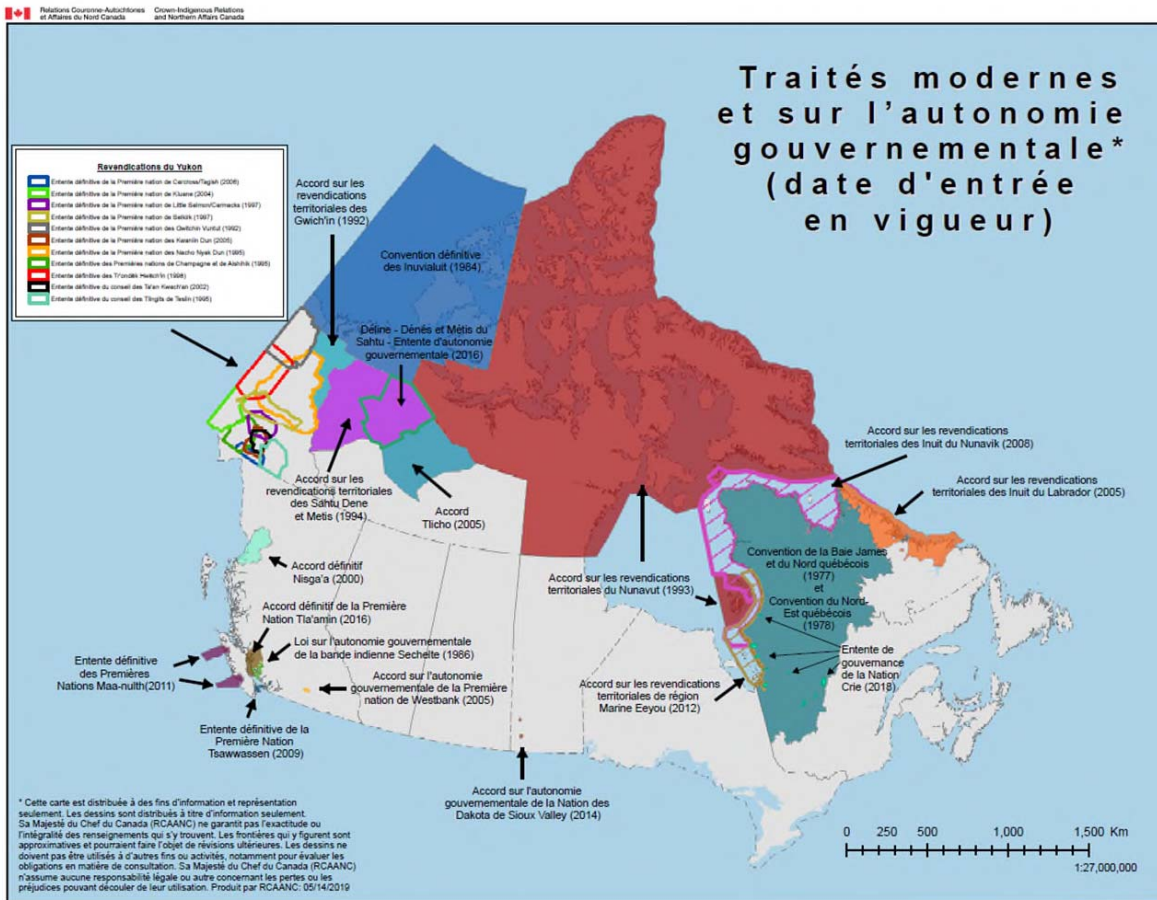 Relations Couronne-Autochtones
et Affaires du Nord Canada
Crown-Indigenous Relations
and Northern Affairs Canada
Traités modernes
et sur l'autonomie
gouvernementale*
(date d'entrée
en vigueur)
Revendications du Yukon
Entente définitive de la Première nation de Carcross/Tagish (2006)
Entente définitive de la Première nation de Kluane (2004)
Entente définitive de la Première nation de Little Salmon/Carmacks (1997)
Entente définitive de la Première nation de Selkirk (1997)
Entente définitive de la Première nation des Gwitchin Vuntut (1992)
Entente définitive de la Première nation des Kwanlin Dun (2005)
Entente définitive de la Première nation des Nacho Nyak Dun (1995)
Entente définitive des Premières nations de Champagne et de Aishihik (1995)
Entente définitive des Tr'ondëk Hwëch'in (1998)
Entente définitive du conseil des Ta'an Kwach'an (2002)
Entente définitive du conseil des Tlingits de Teslin (1995)
Accord sur les
revendications
territoriales des
Gwich'in (1992)
Convention définitive
des Inuvialuit (1984)
Déline - Dénés et Métis du
Sahtu - Entente d'autonomie
gouvernementale (2016)
Accord sur les revendications
territoriales des Inuit du Nunavik (2008)
Accord sur les revendications
territoriales des Inuit du Labrador (2005)
Accord sur les
revendications territoriales
des Sahtu Dene
et Metis (1994)
Accord
Tlicho (2005)
Accord définitif
Nisga'a (2000)
Accord sur les revendications
territoriales du Nunavut (1993)
Convention de la Baie James
et du Nord québécois
(1977)
et
Convention du Nord-
Est québécois
(1978)
Accord définitif de la Première
Nation Tla'amin (2016)
Loi sur l'autonomie gouvernementale
de la bande indienne Sechelte (1986)
Entente définitive
des Premières
Nations Maa-nulth(2011)
Accord sur l'autonomie
gouvernementale de la Première
nation de Westbank (2005)
Entente de
gouvernance
de la Nation
Crie (2018)
Accord sur les revendications
territoriales de région
Marine Eeyou (2012)
Entente définitive de la
Première Nation
Tsawwassen (2009)
Accord sur l'autonomie
gouvernementale de la Nation des
Dakota de Sioux Valley (2014)
* Cette carte est distribuée à des fins d'information et représentation
seulement. Les dessins sont distribués à titre d'information seulement.
Sa Majesté du Chef du Canada (RCAANC) ne garantit pas l'exactitude ou
l'intégralité des renseignements qui s'y trouvent. Les frontières qui y figurent sont
approximatives et pourraient faire l'objet de révisions ultérieures. Les dessins ne
doivent pas être utilisés à d'autres fins ou activités, notamment pour évaluer les
obligations en matière de consultation. Sa Majesté du Chef du Canada (RCAANC)
n'assume aucune responsabilité légale ou autre concernant les pertes ou les
préjudices pouvant découler de leur utilisation. Produit par RCAANC: 05/14/2019
0 250 500 1,000 1,500 Km
1:27,000,000